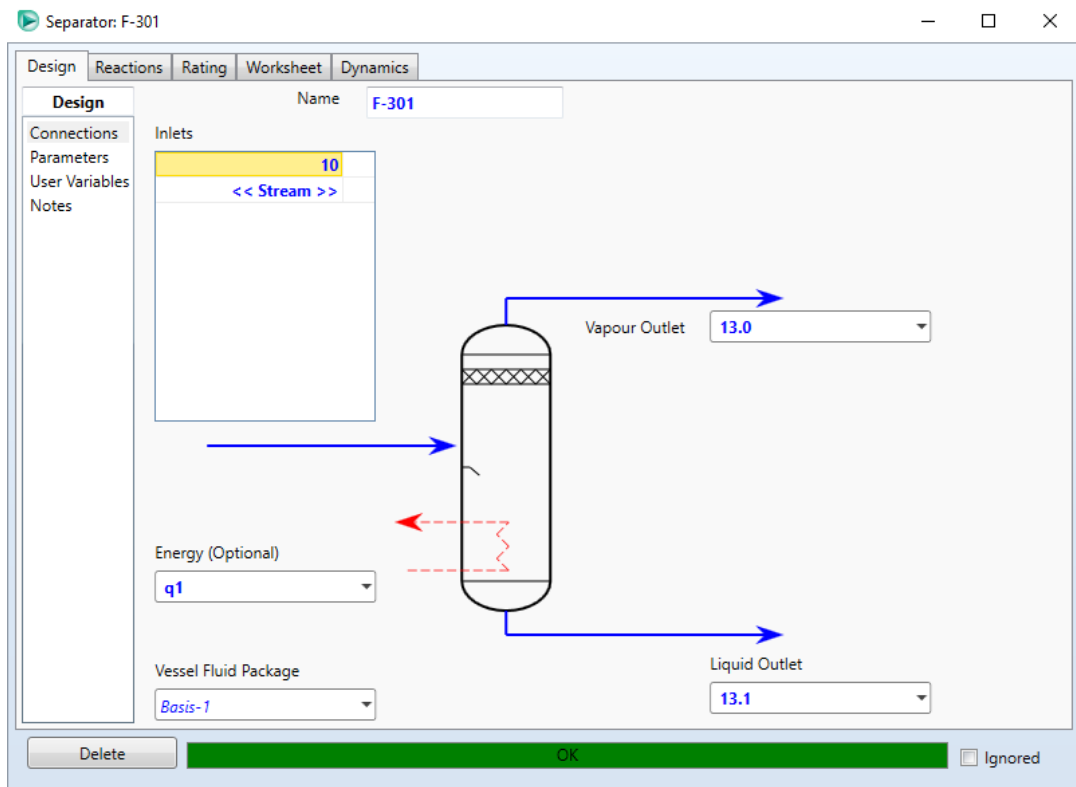 Separator: F-301
Design Reactions Rating Worksheet Dynamics
Design
Connections
Parameters
User Variables
Notes
Name F-301
Inlets
10
<< Stream >>
Vapour Outlet 13.0
Energy (Optional)
q1
Vessel Fluid Package
Basis-1
Liquid Outlet
13.1
Delete OK Ignored